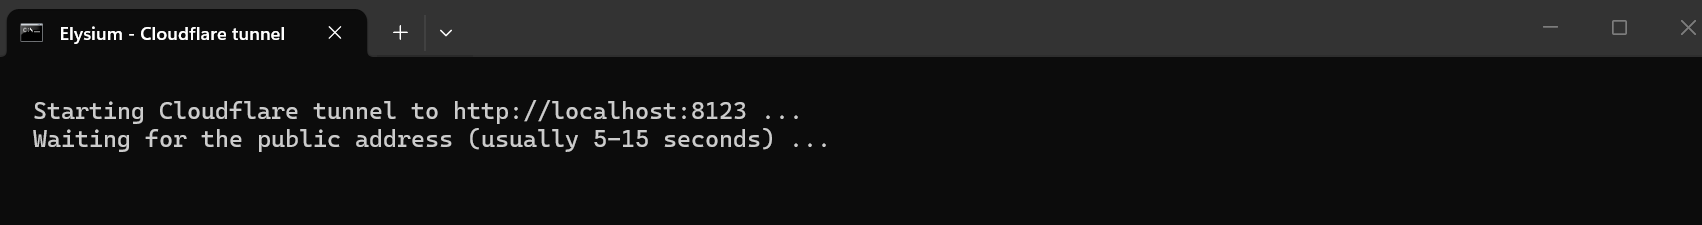 Elysium - Cloudflare tunnel
Starting Cloudflare tunnel to http://localhost:8123 ...
Waiting for the public address (usually 5-15 seconds) ...